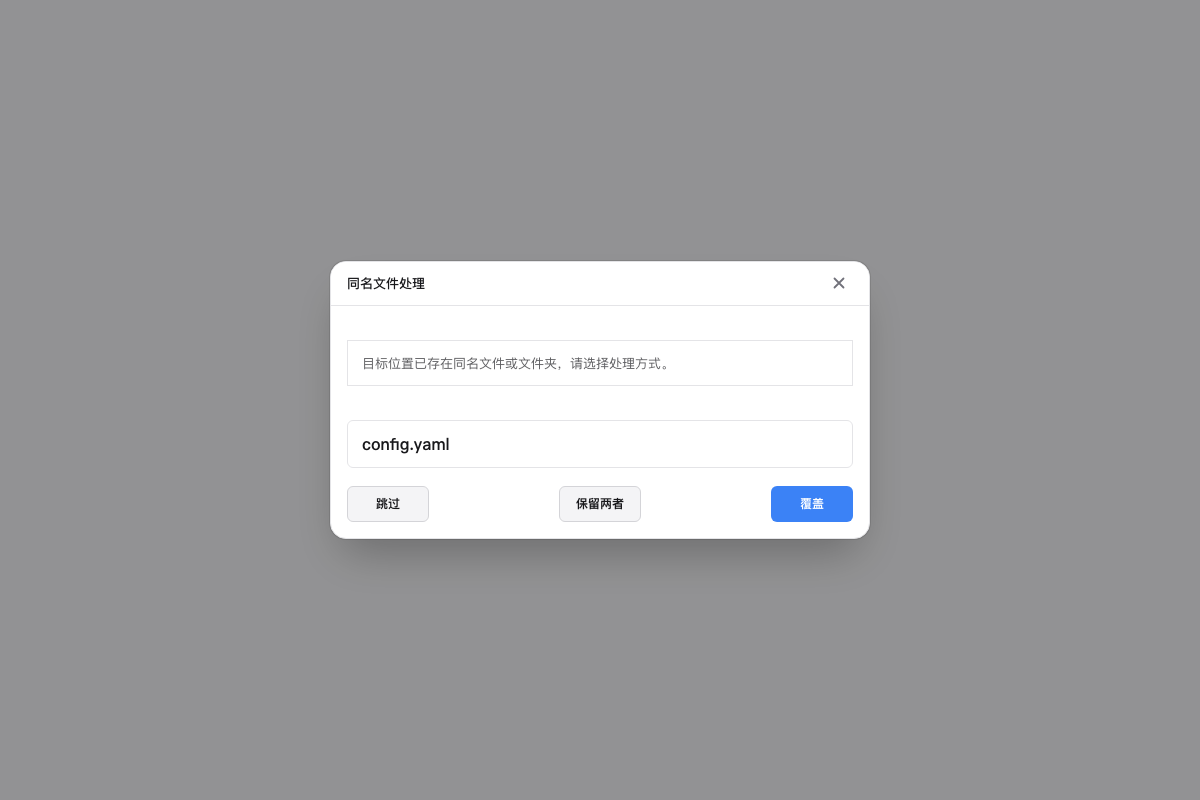 同名文件处理
目标位置已存在同名文件或文件夹，请选择处理方式。
config.yaml
跳过
保留两者
覆盖